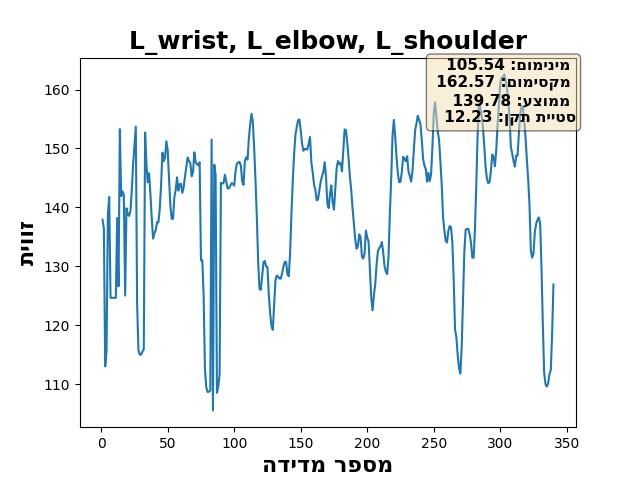 L_wrist, L_elbow, L_shoulder
מינימום: 105.54
מקסימום: 162.57
ממוצע: 139.78
סטיית תקן: 12.23
160
150
140
130
120
110
זווית
0 50 100 150 200 250 300 350
מספר מדידה